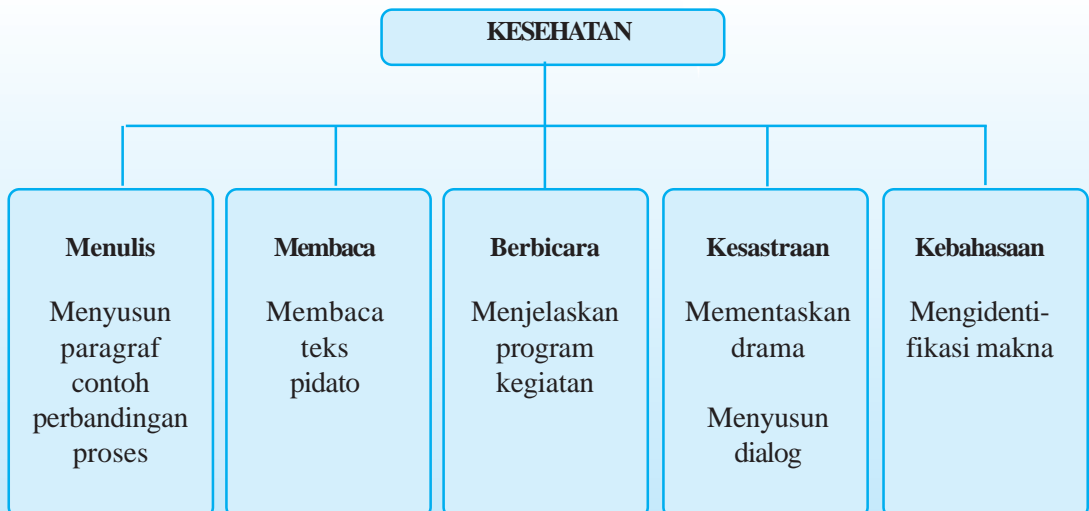 KESEHATAN
Menulis
Menyusun
paragraf
contoh
perbandingan
proses
Membaca
Membaca
teks
pidato
Berbicara
Menjelaskan
program
kegiatan
Kesastraan
Mementaskan
drama
Menyusun
dialog
Kebahasaan
Mengidenti-
fikasi makna